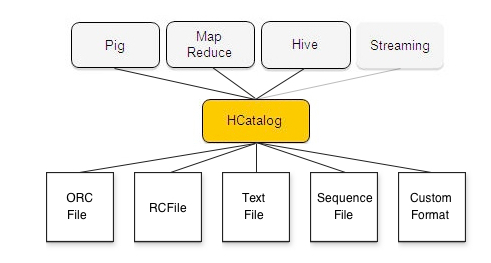 Pig
Map
Reduce
Hive
Streaming
HCatalog
ORC
File
RCFile
Text
File
Sequence
File
Custom
Format